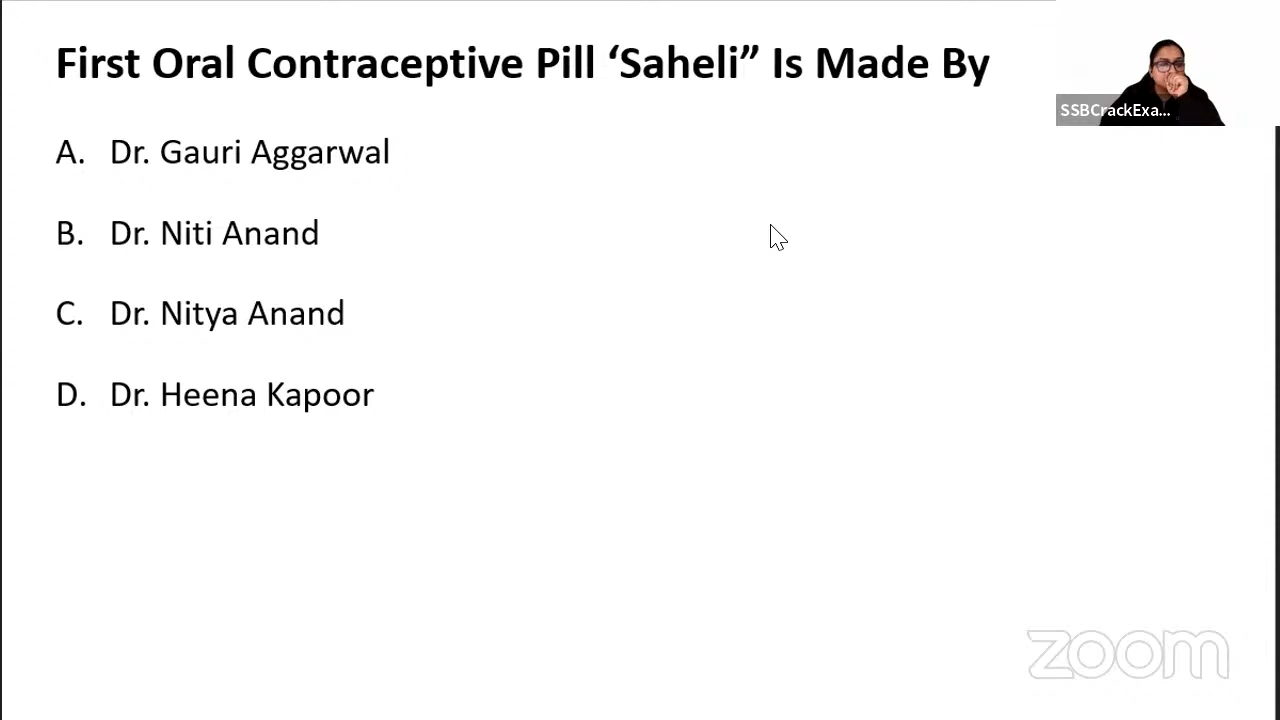 First Oral Contraceptive Pill ‘Saheli” Is Made By
SSBCrackExa...
A. Dr. Gauri Aggarwal
B. Dr. Niti Anand
C. Dr. Nitya Anand
D. Dr. Heena Kapoor
zoom